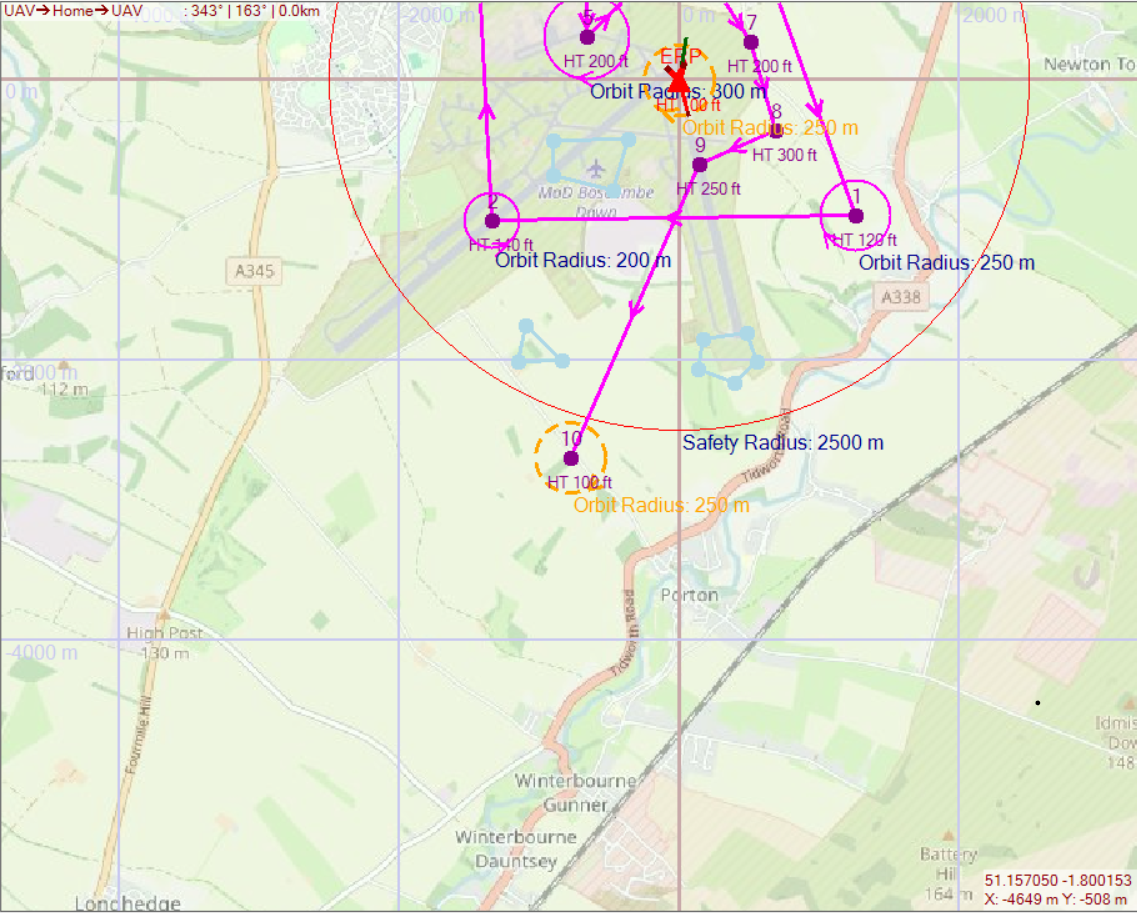 UAV→Home→UAV : 343° | 163° | 0.0km
-2000 m
0 m
2000 m
5
HT 200 ft
ERP
7
HT 200 ft
Newton To
0 m
Orbit Radius: 300 m
HT 100 ft
8
Orbit Radius: 250 m
HT 300 ft
9
HT 250 ft
MoD Boscombe
Down
2
HT 140 ft
Orbit Radius: 200 m
1
HT 120 ft
Orbit Radius: 250 m
A345
A338
-2000 m
ford
112 m
10
HT 100 ft
Orbit Radius: 250 m
Safety Radius: 2500 m
Tidworth Road
Porton
Tidworth Road
High Post
130 m
-4000 m
Idmis
Dow
148
Winterbourne
Gunner
Winterbourne
Dauntsey
Battery
Hill
164 m
Longhedge
51.157050 -1.800153
X: -4649 m Y: -508 m